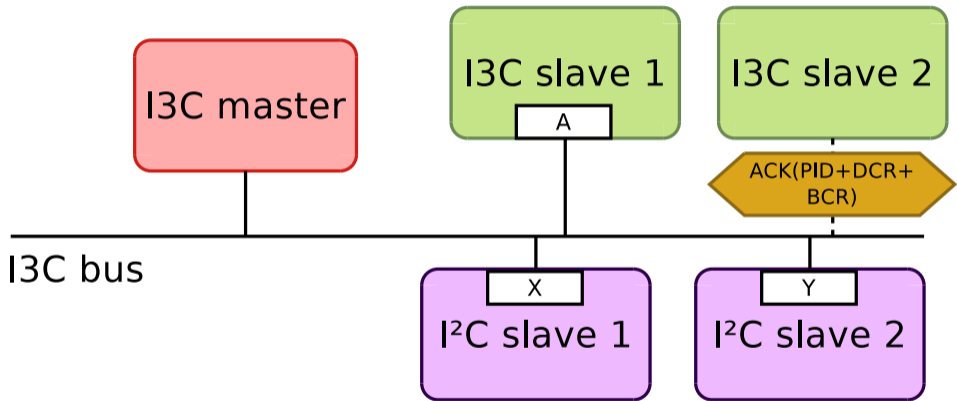 I3C master
I3C slave 1
A
I3C slave 2
ACK(PID+DCR+
BCR)
I3C bus
X
I²C slave 1
Y
I²C slave 2